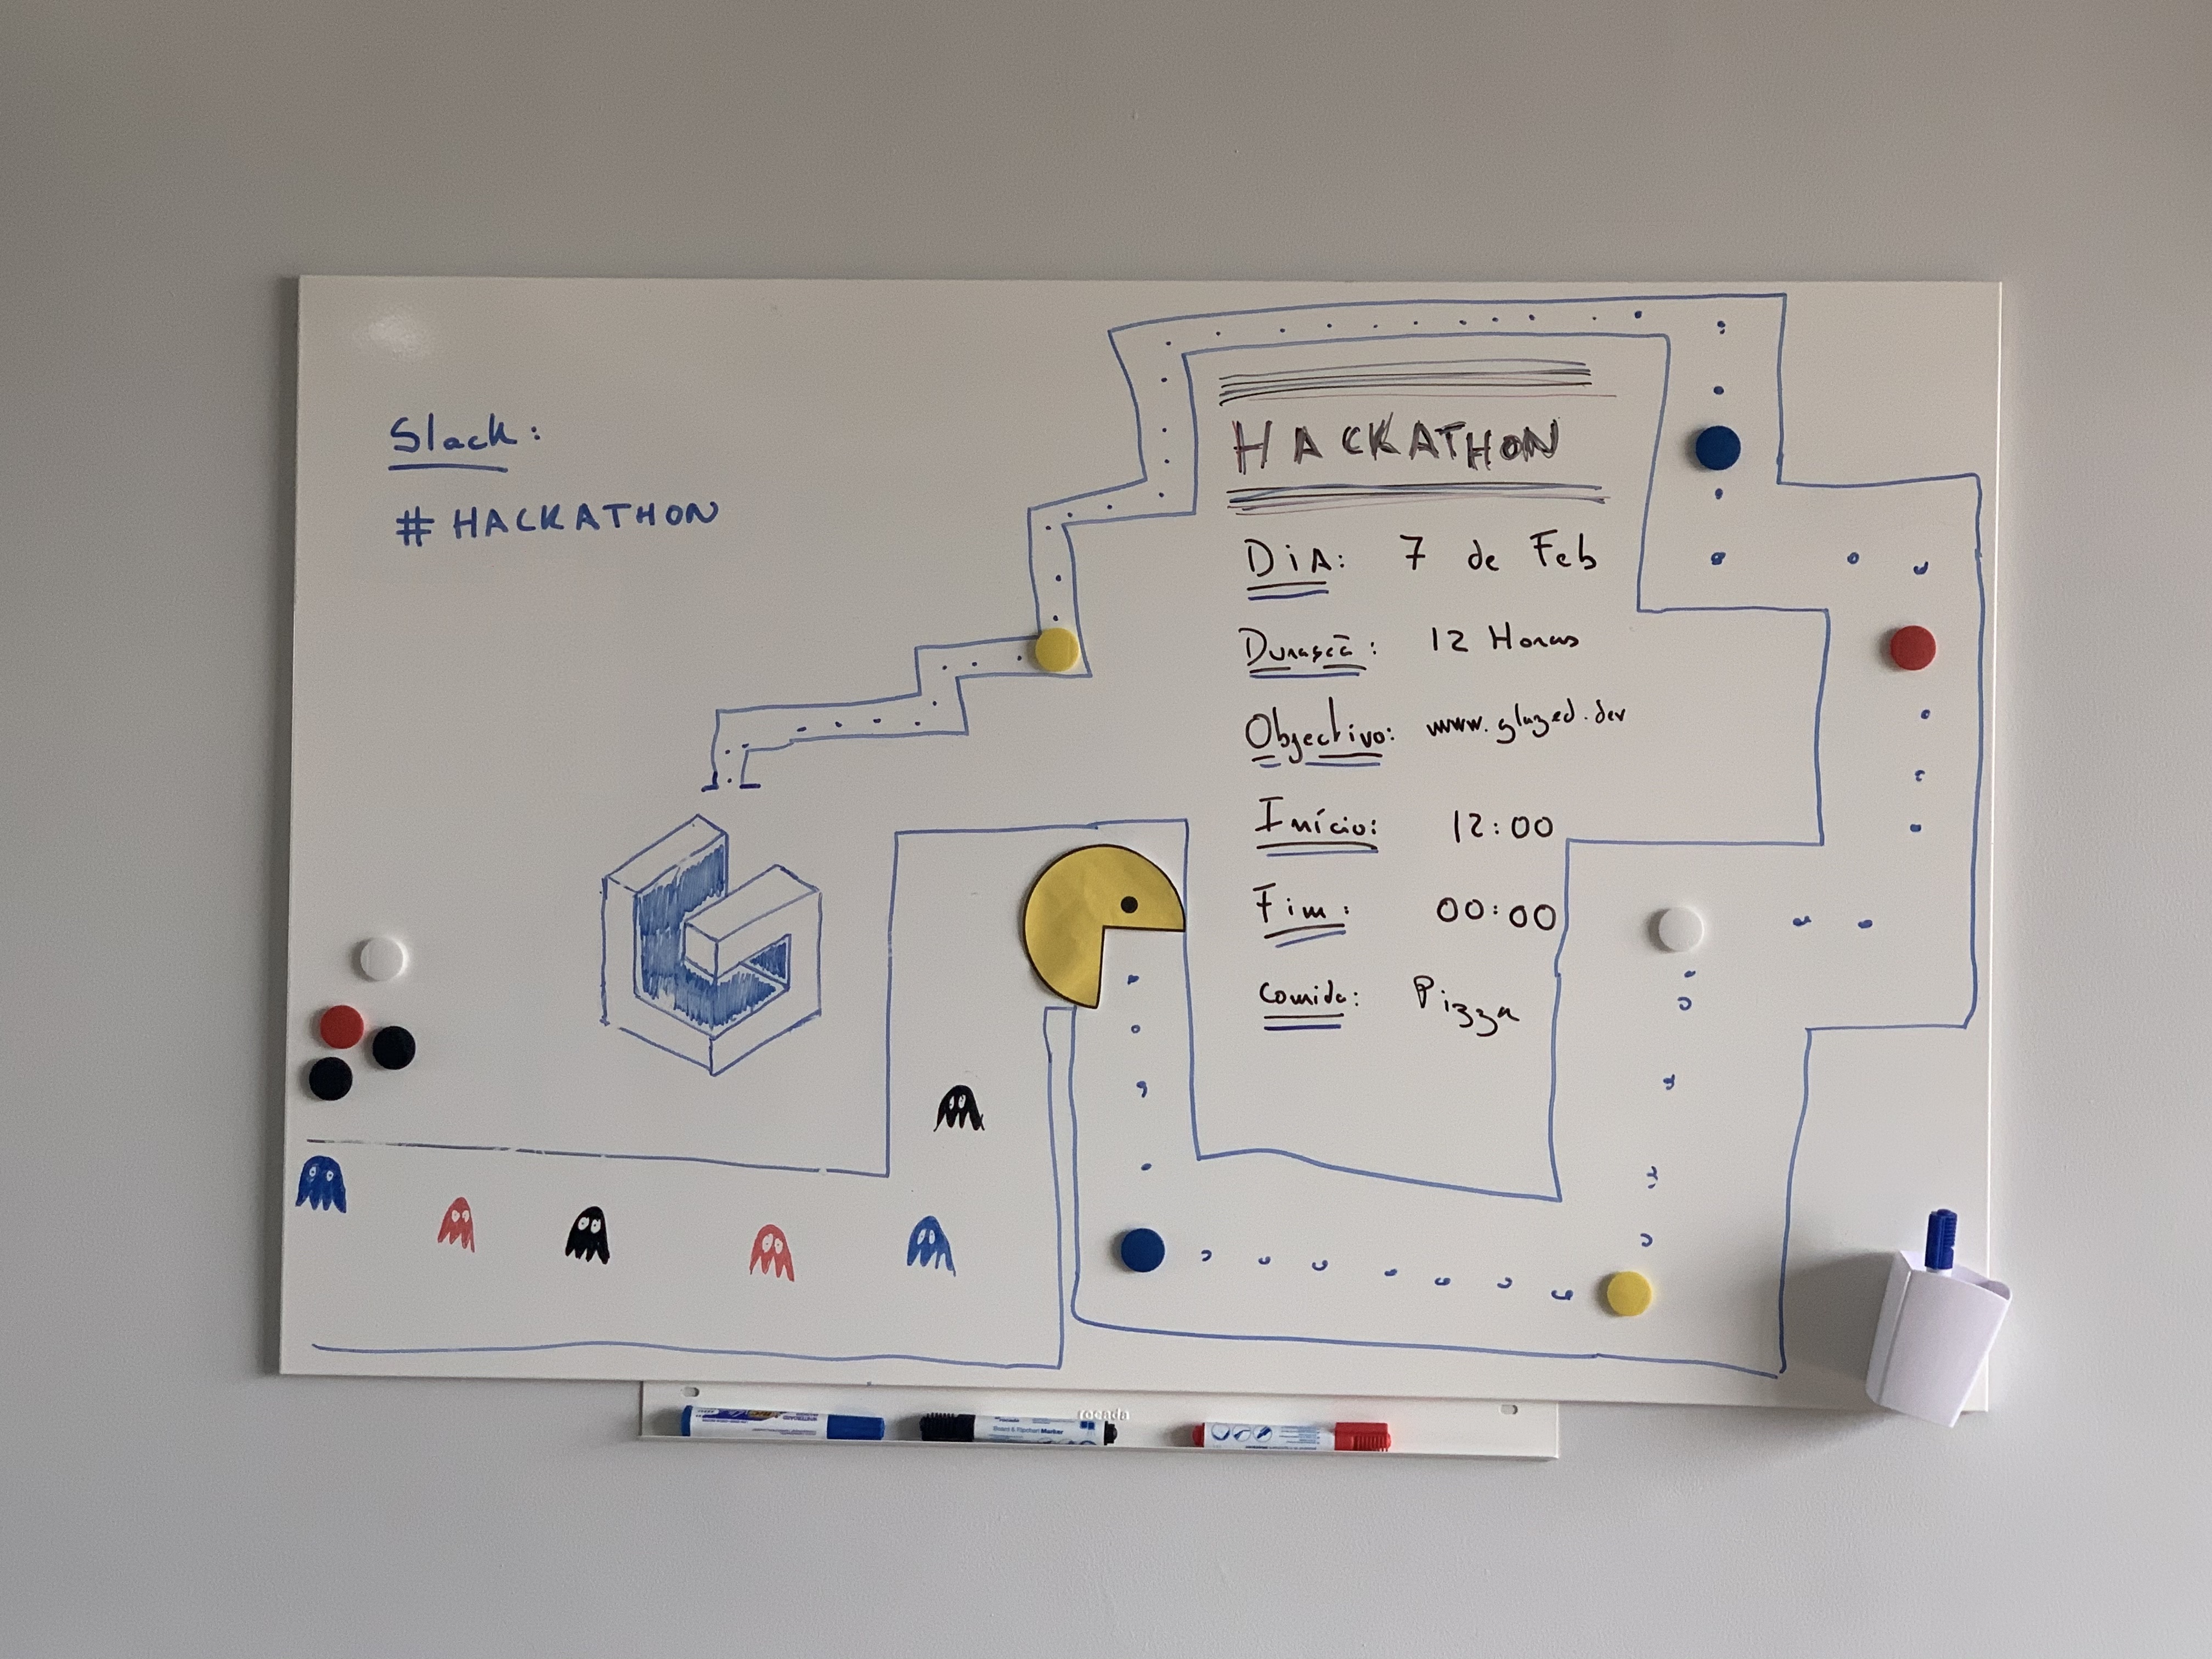 Slack:
# HACKATHON
HACKATHON
DiA: 7 de Feb
Duração: 12 Horas
Objectivo: www.glazed.dev
Início: 12:00
Fim: 00:00
Comida: Pizza
rocada
Board & Flipchart Marker